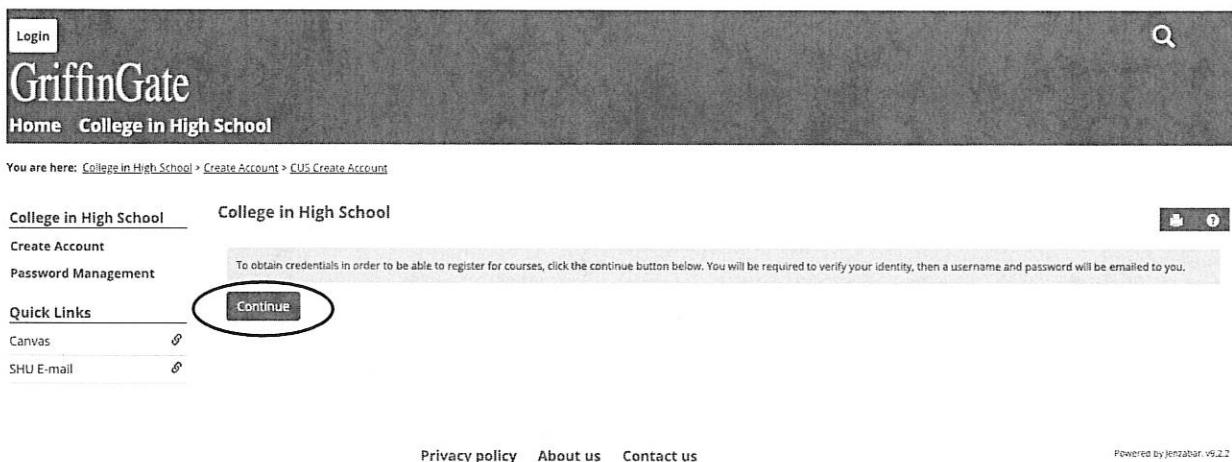 Login
GriffinGate
Home College in High School
You are here: College in High School > Create Account > CUS Create Account
College in High School
Create Account
Password Management
Quick Links
Canvas
SHU E-mail
College in High School
To obtain credentials in order to be able to register for courses, click the continue button below. You will be required to verify your identity, then a username and password will be emailed to you.
Continue
Privacy policy About us Contact us
Powered by Jenzabar. v9.2.2